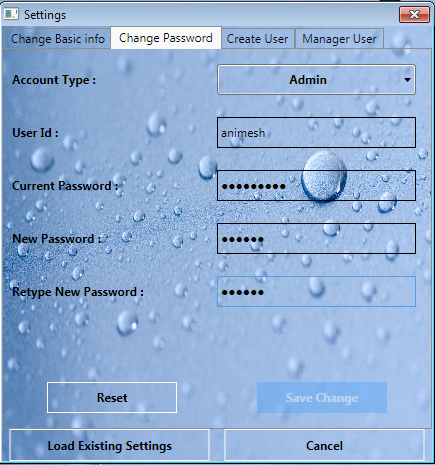 Settings
Change Basic info Change Password Create User Manager User
Account Type : Admin
User Id : animesh
Current Password : ●●●●●●●●●
New Password : ●●●●●●
Retype New Password : ●●●●●●
Reset Save Change
Load Existing Settings Cancel